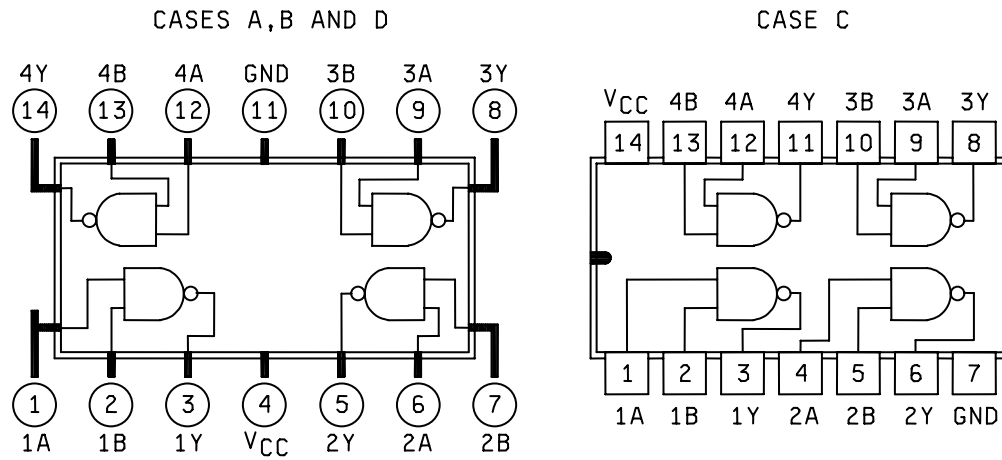 CASES A,B AND D
4Y 4B 4A GND 3B 3A 3Y
14 13 12 11 10 9 8
1 2 3 4 5 6 7
1A 1B 1Y VCC 2Y 2A 2B
CASE C
VCC 4B 4A 4Y 3B 3A 3Y
14 13 12 11 10 9 8
1 2 3 4 5 6 7
1A 1B 1Y 2A 2B 2Y GND